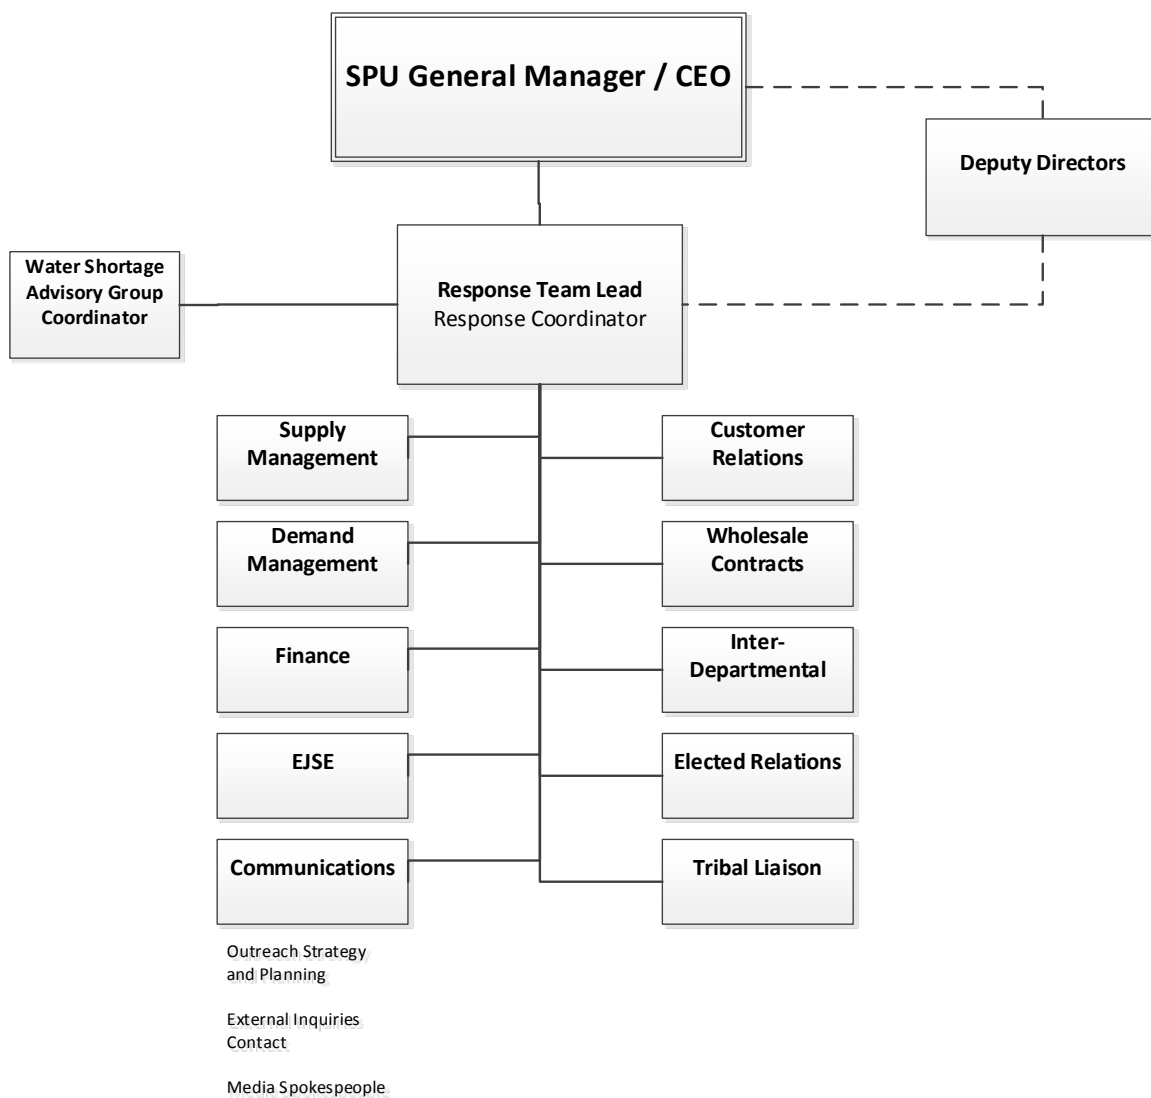 SPU General Manager / CEO
Deputy Directors
Water Shortage
Advisory Group
Coordinator
Response Team Lead
Response Coordinator
Supply
Management
Customer
Relations
Demand
Management
Wholesale
Contracts
Finance
Inter-
Departmental
EJSE
Elected Relations
Communications
Tribal Liaison
Outreach Strategy
and Planning
External Inquiries
Contact
Media Spokespeople